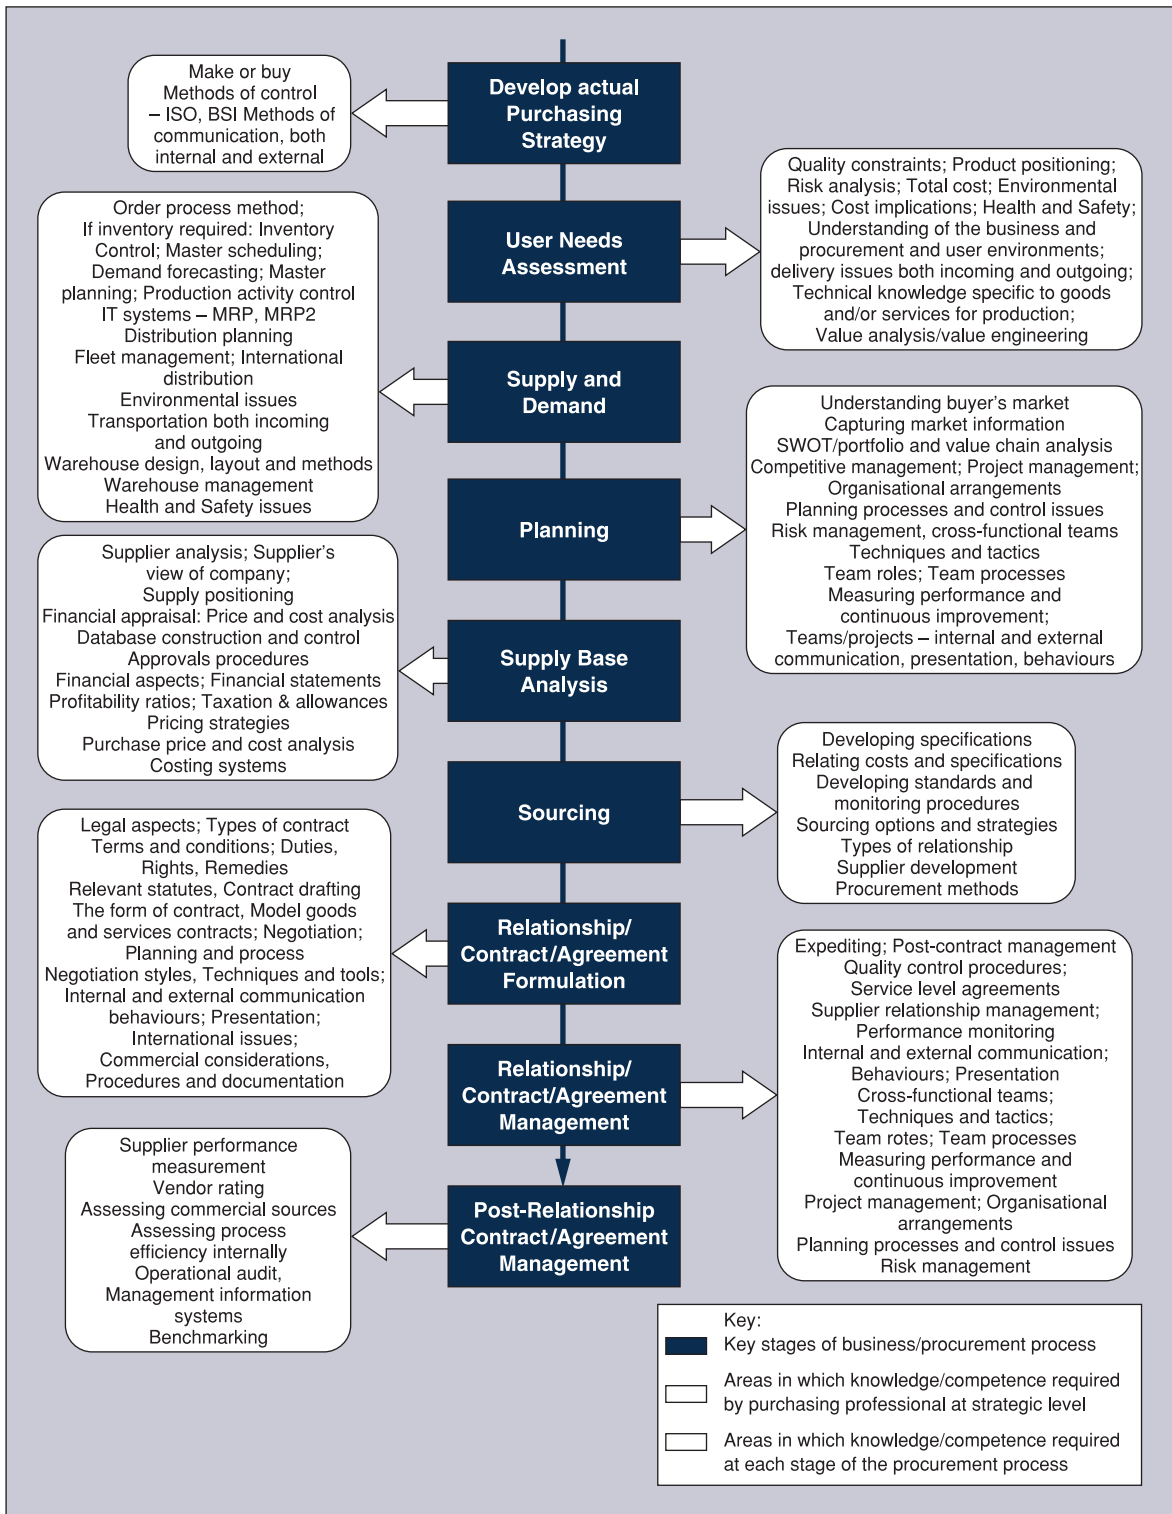 Develop actual
Purchasing
Strategy
Make or buy
Methods of control
– ISO, BSI Methods of
communication, both
internal and external
User Needs
Assessment
Quality constraints; Product positioning;
Risk analysis; Total cost; Environmental
issues; Cost implications; Health and Safety;
Understanding of the business and
procurement and user environments;
delivery issues both incoming and outgoing;
Technical knowledge specific to goods
and/or services for production;
Value analysis/value engineering
Supply and
Demand
Order process method;
If inventory required: Inventory
Control; Master scheduling;
Demand forecasting; Master
planning; Production activity control
IT systems – MRP, MRP2
Distribution planning
Fleet management; International
distribution
Environmental issues
Transportation both incoming
and outgoing
Warehouse design, layout and methods
Warehouse management
Health and Safety issues
Planning
Understanding buyer's market
Capturing market information
SWOT/portfolio and value chain analysis
Competitive management; Project management;
Organisational arrangements
Planning processes and control issues
Risk management, cross-functional teams
Techniques and tactics
Team roles; Team processes
Measuring performance and
continuous improvement;
Teams/projects – internal and external
communication, presentation, behaviours
Supply Base
Analysis
Supplier analysis; Supplier's
view of company;
Supply positioning
Financial appraisal: Price and cost analysis
Database construction and control
Approvals procedures
Financial aspects; Financial statements
Profitability ratios; Taxation & allowances
Pricing strategies
Purchase price and cost analysis
Costing systems
Sourcing
Developing specifications
Relating costs and specifications
Developing standards and
monitoring procedures
Sourcing options and strategies
Types of relationship
Supplier development
Procurement methods
Relationship/
Contract/Agreement
Formulation
Legal aspects; Types of contract
Terms and conditions; Duties,
Rights, Remedies
Relevant statutes, Contract drafting
The form of contract, Model goods
and services contracts; Negotiation;
Planning and process
Negotiation styles, Techniques and tools;
Internal and external communication
behaviours; Presentation;
International issues;
Commercial considerations,
Procedures and documentation
Relationship/
Contract/Agreement
Management
Expediting; Post-contract management
Quality control procedures;
Service level agreements
Supplier relationship management;
Performance monitoring
Internal and external communication;
Behaviours; Presentation
Cross-functional teams;
Techniques and tactics;
Team rotes; Team processes
Measuring performance and
continuous improvement
Project management; Organisational
arrangements
Planning processes and control issues
Risk management
Post-Relationship
Contract/Agreement
Management
Supplier performance
measurement
Vendor rating
Assessing commercial sources
Assessing process
efficiency internally
Operational audit,
Management information
systems
Benchmarking
Key:
Key stages of business/procurement process
Areas in which knowledge/competence required
by purchasing professional at strategic level
Areas in which knowledge/competence required
at each stage of the procurement process